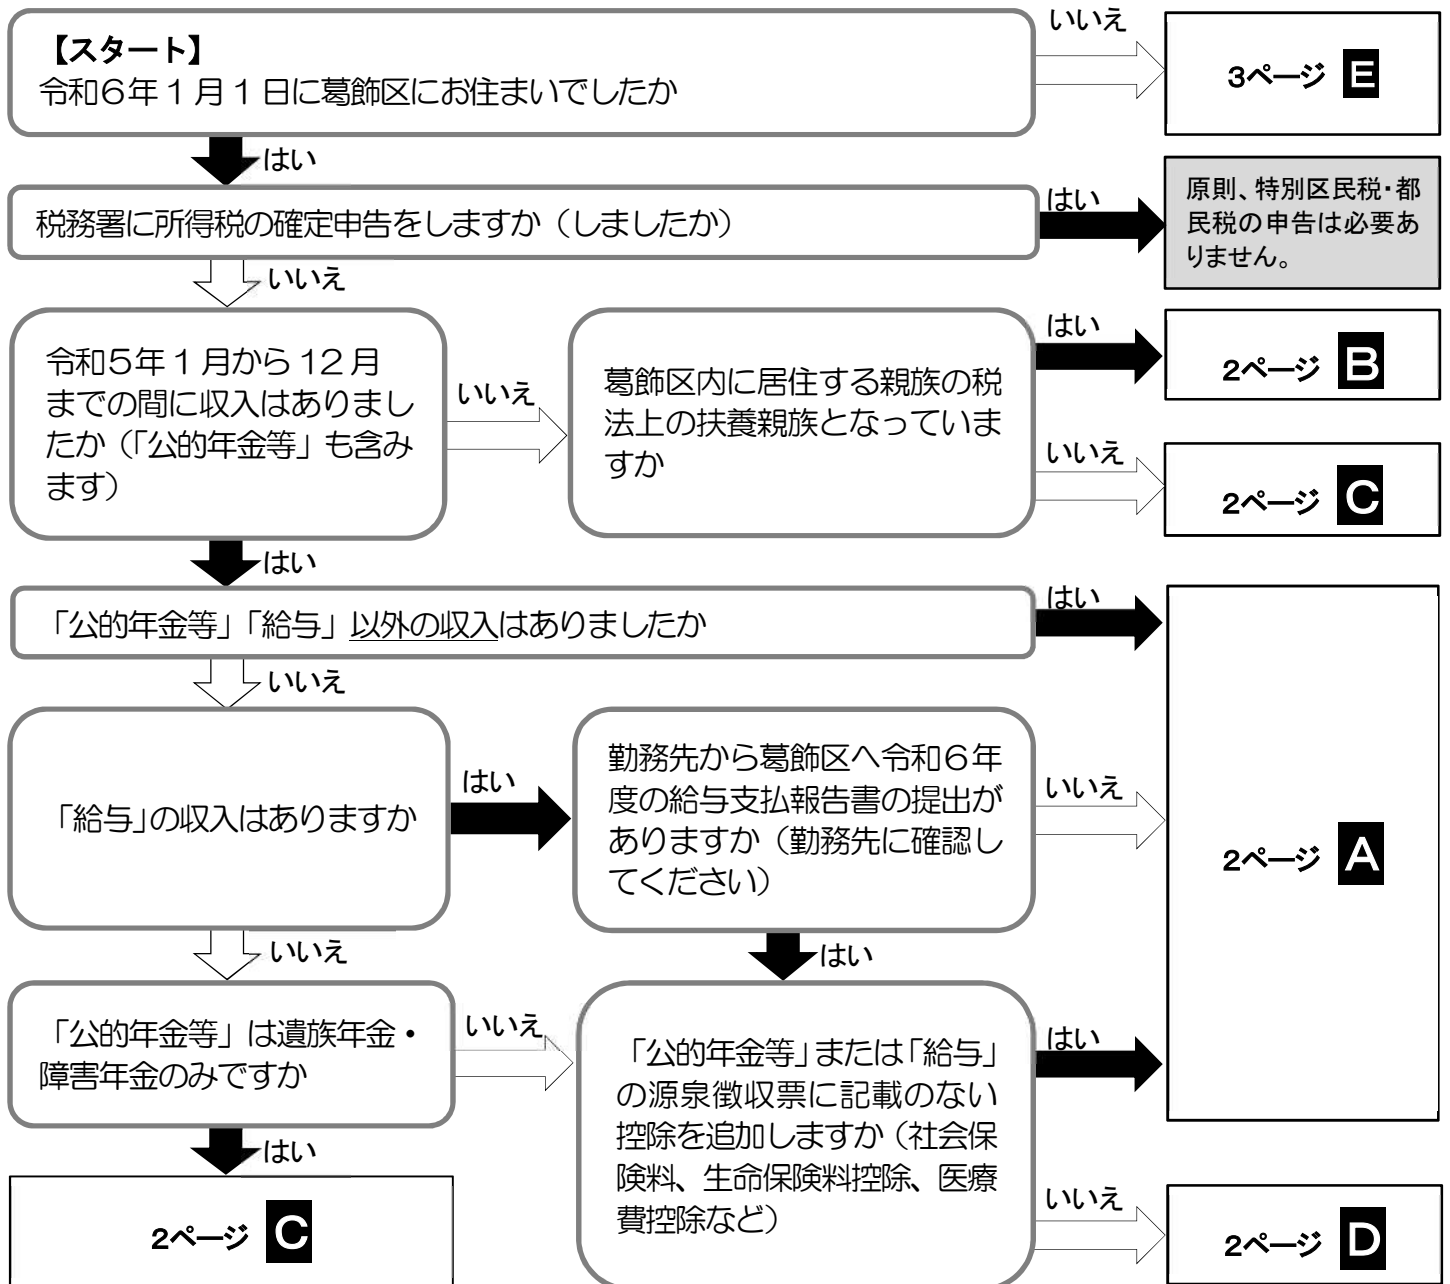 【スタート】
令和６年１月１日に葛飾区にお住まいでしたか
いいえ
3ページ E
はい
税務署に所得税の確定申告をしますか（しましたか）
はい
原則、特別区民税・都
民税の申告は必要あ
りません。
いいえ
令和５年１月から12月
までの間に収入はありまし
たか（「公的年金等」も含み
ます）
いいえ
葛飾区内に居住する親族の税
法上の扶養親族となっていま
すか
はい
2ページ B
いいえ
2ページ C
はい
「公的年金等」「給与」以外の収入はありましたか
はい
2ページ A
いいえ
「給与」の収入はありますか
はい
勤務先から葛飾区へ令和６年
度の給与支払報告書の提出が
ありますか（勤務先に確認し
てください）
いいえ
いいえ
はい
「公的年金等」は遺族年金・
障害年金のみですか
いいえ
「公的年金等」または「給与」
の源泉徴収票に記載のない
控除を追加しますか（社会保
険料、生命保険料控除、医療
費控除など）
はい
はい
2ページ C
いいえ
2ページ D